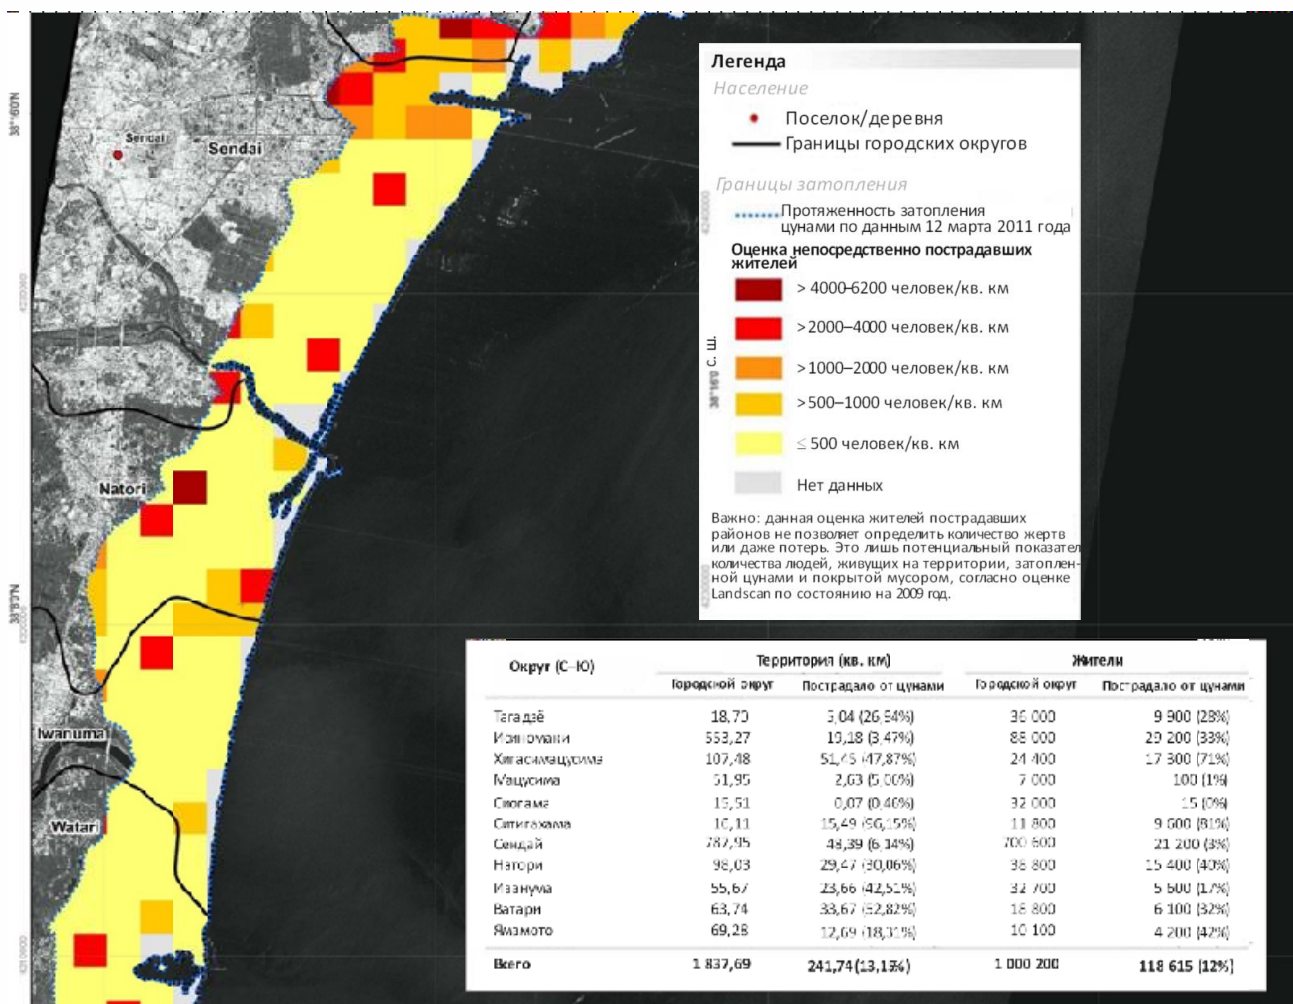 Sendai
Sendai
Natori
Iwanuma
Watari
38°8'0"N
Легенда
Население
Поселок/деревня
Границы городских округов
Границы затопления
Протяженность затопления
цунами по данным 12 марта 2011 года
Оценка непосредственно пострадавших
жителей
> 4000–6200 человек/кв. км
>2000–4000 человек/кв. км
>1000–2000 человек/кв. км
>500–1000 человек/кв. км
≤ 500 человек/кв. км
Нет данных
с. ш.
Важно: данная оценка жителей пострадавших
районов не позволяет определить количество жертв
или даже потерь. Это лишь потенциальный показател
количества людей, живущих на территории, затоплен-
ной цунами и покрытой мусором, согласно оценке
Landscan по состоянию на 2009 год.
Округ (С–Ю) Территория (кв. км) Жители
Городской округ Пострадало от цунами Городской округ Пострадало от цунами
Тагадзё 18,70 36 000 9 900 (28%)
Исиномаки 553,27 19,18 (3,47%) 88 000 29 200 (33%)
Хигасимацусима 107,48 51,45 (47,87%) 24 400 17 300 (71%)
Мацусима 51,95 7 000 100 (1%)
Сиогама 15,51 0,07 (0,46%) 32 000 15 (0%)
Ситигахама 16,11 15,49 (96,15%) 11 800 9 600 (81%)
Сендай 787,95 48,39 (6,14%) 700 600 21 200 (3%)
Натори 98,03 29,47 (30,06%) 38 800 15 400 (40%)
Иванума 55,67 23,66 (42,51%) 32 700 5 600 (17%)
Ватари 63,74 33,67 (52,82%) 18 800 6 100 (32%)
Ямамото 69,28 12,69 (18,31%) 10 100 4 200 (42%)
Всего 1 837,69 241,74 (13,15%) 1 000 200 118 615 (12%)